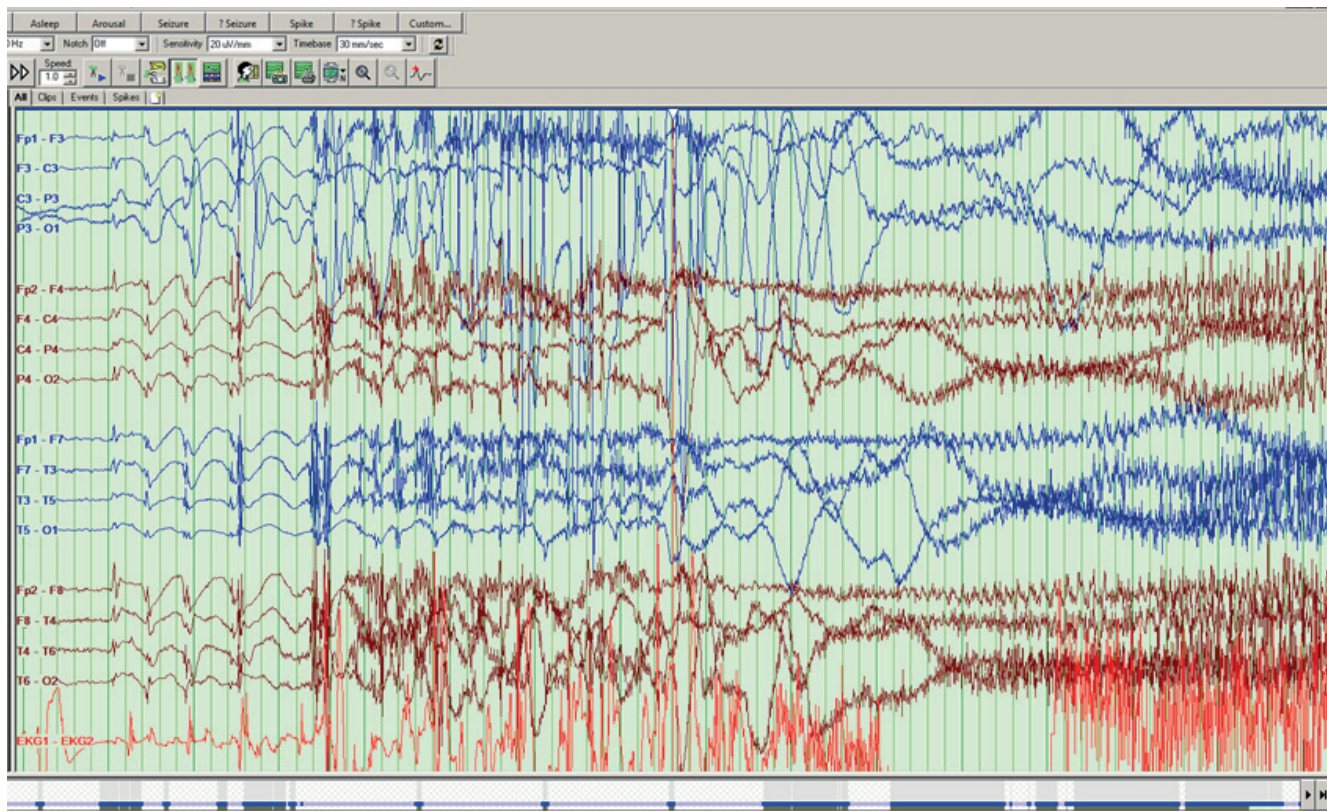 Asleep Arousal Seizure ? Seizure Spike ? Spike Custom...
Hz Notch Off Sensitivity 20 uV/mm Timebase 30 mm/sec
Speed
1.0
All Clips Events Spikes
Fp1 - F3
F3 - C3
C3 - P3
P3 - O1
Fp2 - F4
F4 - C4
C4 - P4
P4 - O2
Fp1 - F7
F7 - T3
T3 - T5
T5 - O1
Fp2 - F8
F8 - T4
T4 - T6
T6 - O2
EKG1 - EKG2